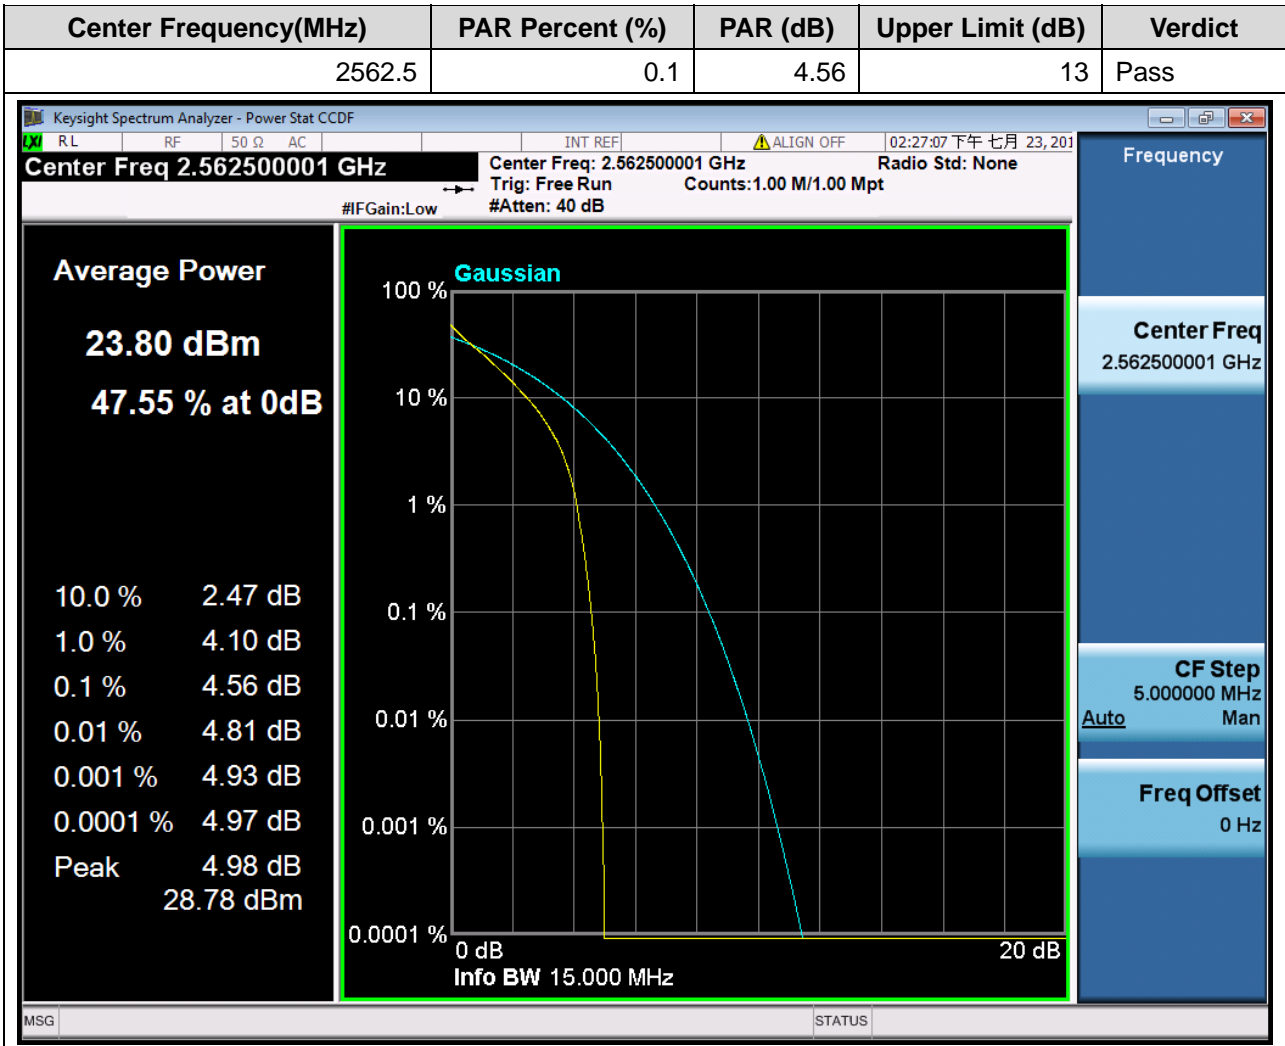 Center Frequency(MHz) PAR Percent (%) PAR (dB) Upper Limit (dB) Verdict
2562.5 0.1 4.56 13 Pass
Keysight Spectrum Analyzer - Power Stat CCDF
LXI RL RF 50 Ω AC INT REF ALIGN OFF 02:27:07 下午 七月 23, 201
Center Freq 2.562500001 GHz
Center Freq: 2.562500001 GHz Radio Std: None
Trig: Free Run Counts:1.00 M/1.00 Mpt
#IFGain:Low #Atten: 40 dB
Frequency
Average Power
23.80 dBm
47.55 % at 0dB
10.0 % 2.47 dB
1.0 % 4.10 dB
0.1 % 4.56 dB
0.01 % 4.81 dB
0.001 % 4.93 dB
0.0001 % 4.97 dB
Peak 4.98 dB
28.78 dBm
Gaussian
100 %
10 %
1 %
0.1 %
0.01 %
0.001 %
0.0001 %
0 dB 20 dB
Info BW 15.000 MHz
Center Freq
2.562500001 GHz
CF Step
5.000000 MHz
Auto Man
Freq Offset
0 Hz
MSG STATUS